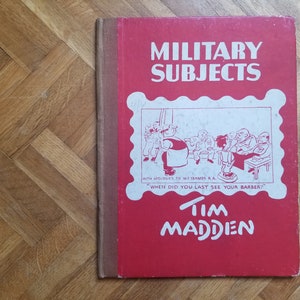 MILITARY
SUBJECTS
WHEN DID YOU LAST SEE YOUR BARBER?
TIM
MADDEN